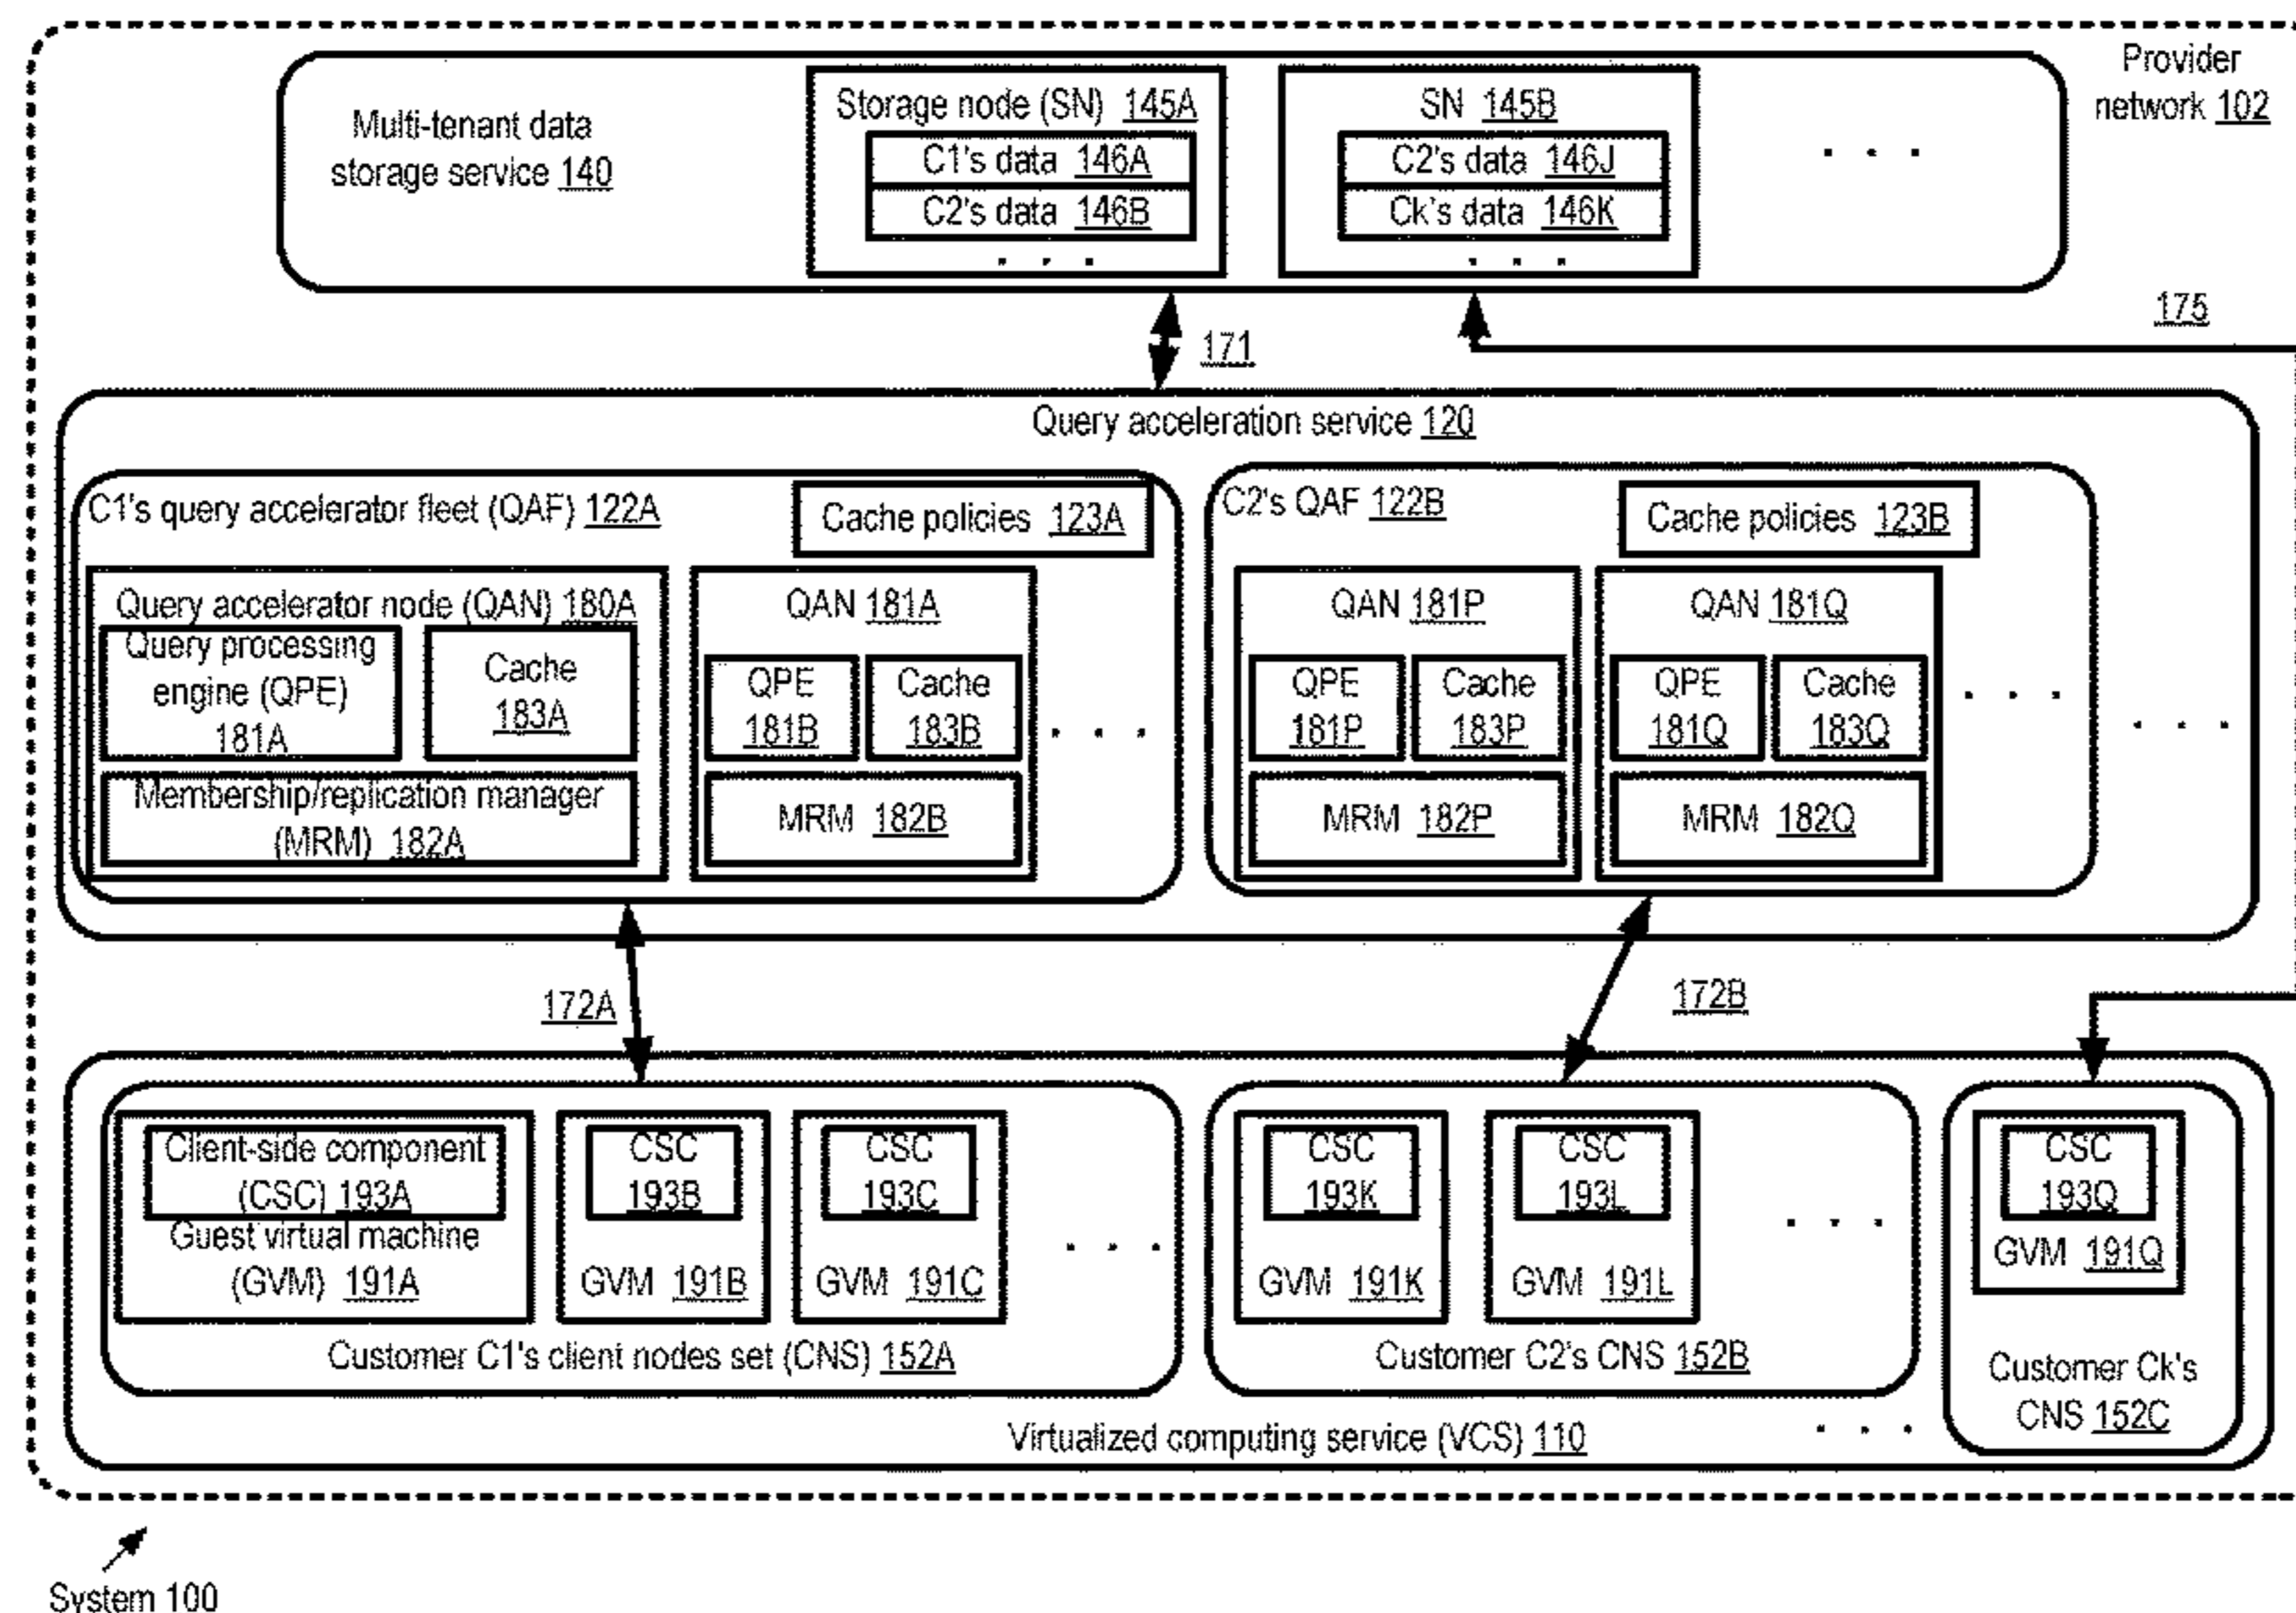 Provider
network 102
Multi-tenant data
storage service 140
Storage node (SN) 145A
C1's data 146A
C2's data 146B
. . .
SN 145B
C2's data 146J
Ck's data 146K
. . .
. . .
171
175
Query acceleration service 120
C1's query accelerator fleet (QAF) 122A
Cache policies 123A
Query accelerator node (QAN) 180A
Query processing
engine (QPE)
181A
Cache
183A
Membership/replication manager
(MRM) 182A
QAN 181A
QPE
181B
Cache
183B
MRM 182B
. . .
C2's QAF 122B
Cache policies 123B
QAN 181P
QPE
181P
Cache
183P
MRM 182P
QAN 181Q
QPE
181Q
Cache
183Q
MRM 182Q
. . .
. . .
172A
172B
Client-side component
(CSC) 193A
Guest virtual machine
(GVM) 191A
CSC
193B
GVM 191B
CSC
193C
GVM 191C
. . .
Customer C1's client nodes set (CNS) 152A
CSC
193K
GVM 191K
CSC
193L
GVM 191L
. . .
Customer C2's CNS 152B
CSC
193Q
GVM 191Q
Customer Ck's
CNS 152C
Virtualized computing service (VCS) 110
. . .
System 100